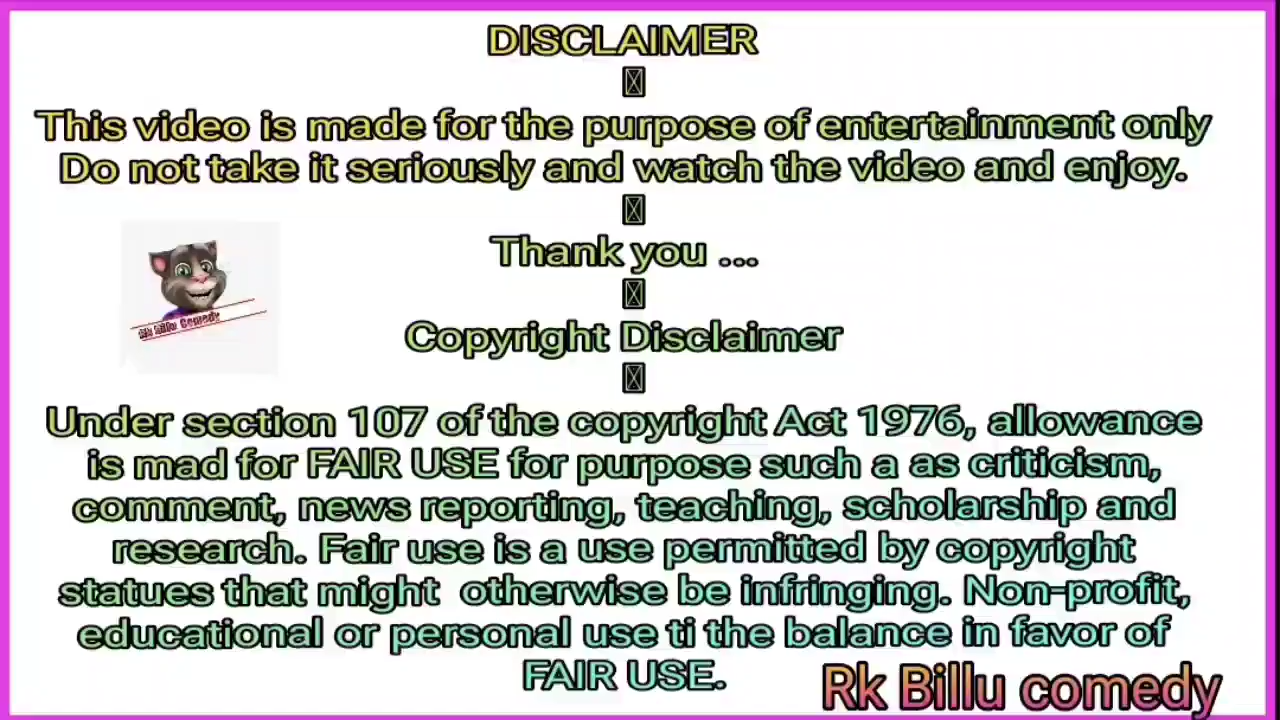 DISCLAIMER
This video is made for the purpose of entertainment only
Do not take it seriously and watch the video and enjoy.
Thank you ...
Rk Billu Comedy
Copyright Disclaimer
Under section 107 of the copyright Act 1976, allowance
is mad for FAIR USE for purpose such a as criticism,
comment, news reporting, teaching, scholarship and
research. Fair use is a use permitted by copyright
statues that might otherwise be infringing. Non-profit,
educational or personal use ti the balance in favor of
FAIR USE.
Rk Billu comedy